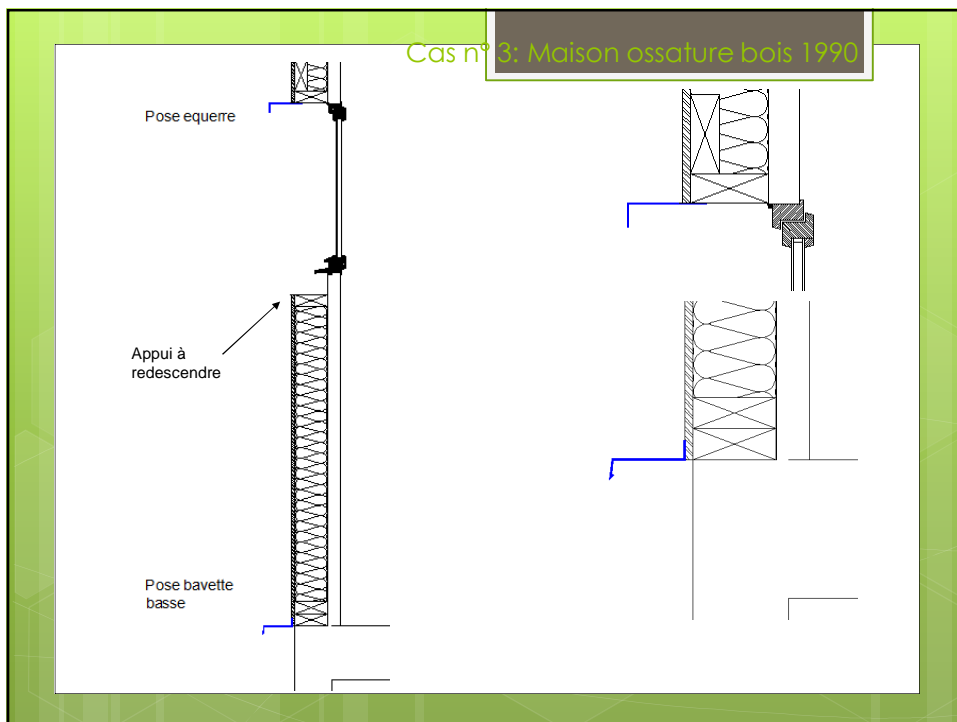 Cas n° 3: Maison ossature bois 1990
Pose equerre
Appui à
redescendre
Pose bavette
basse